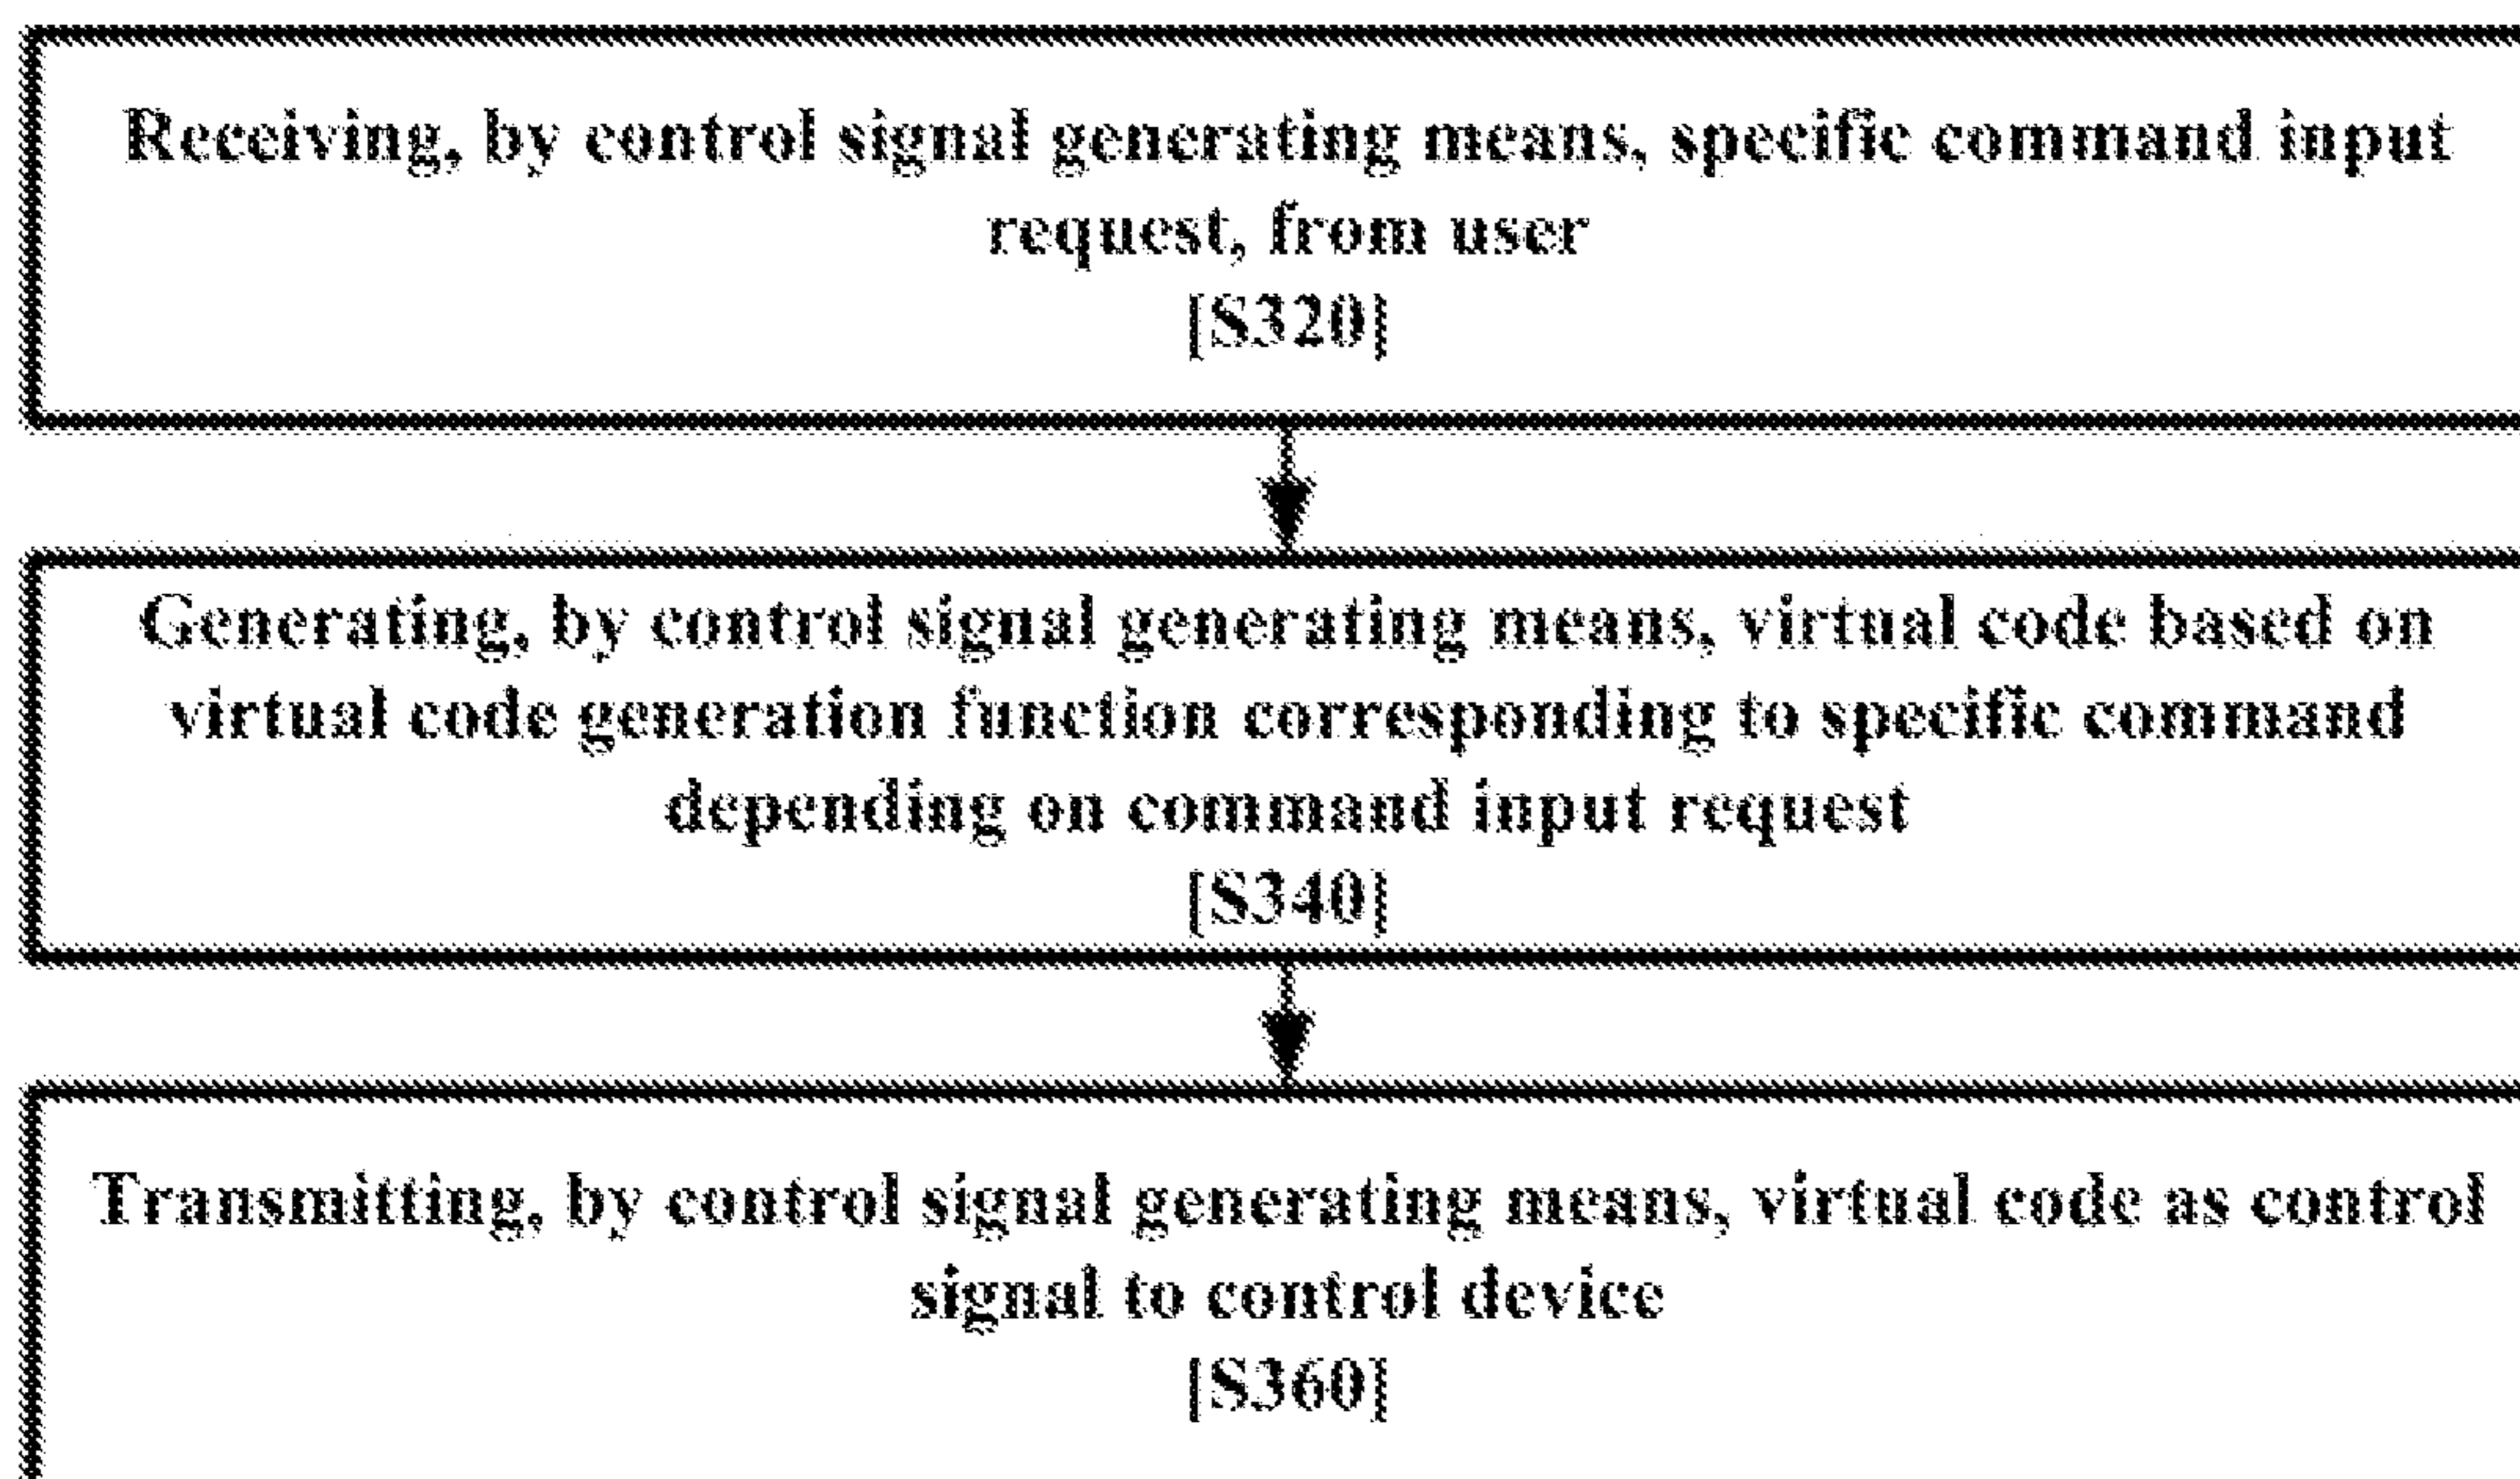 Receiving, by control signal generating means, specific command input
request, from user
[S320]
Generating, by control signal generating means, virtual code based on
virtual code generation function corresponding to specific command
depending on command input request
[S340]
Transmitting, by control signal generating means, virtual code as control
signal to control device
[S360]